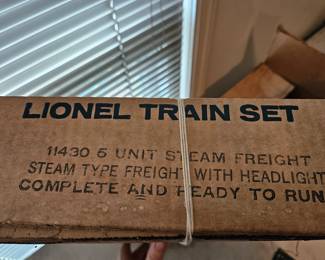 LIONEL TRAIN SET
11430 5 UNIT STEAM FREIGHT
STEAM TYPE FREIGHT WITH HEADLIGHT
COMPLETE AND READY TO RUN